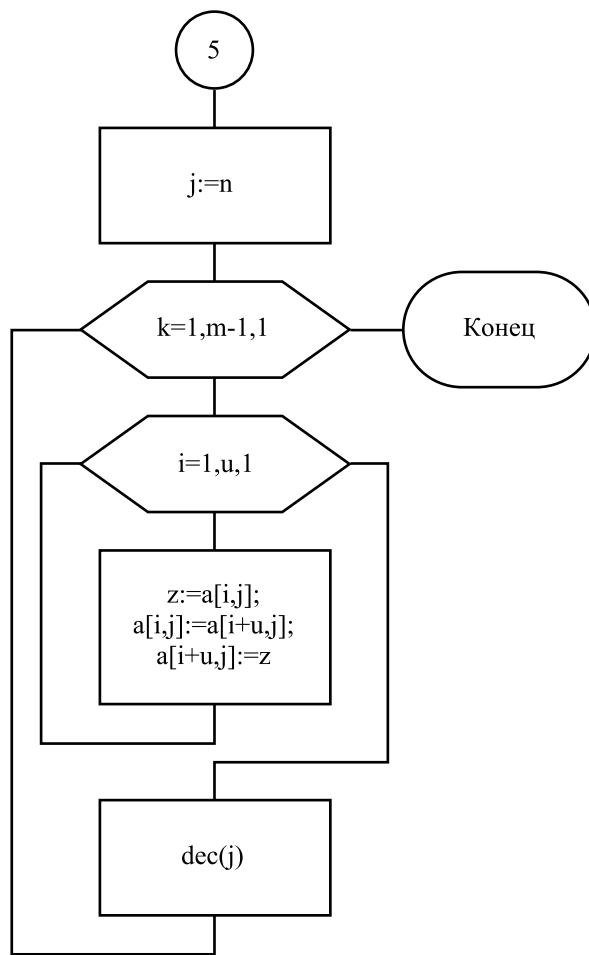 5
j:=n
k=1,m-1,1
Конец
i=1,u,1
z:=a[i,j];
a[i,j]:=a[i+u,j];
a[i+u,j]:=z
dec(j)